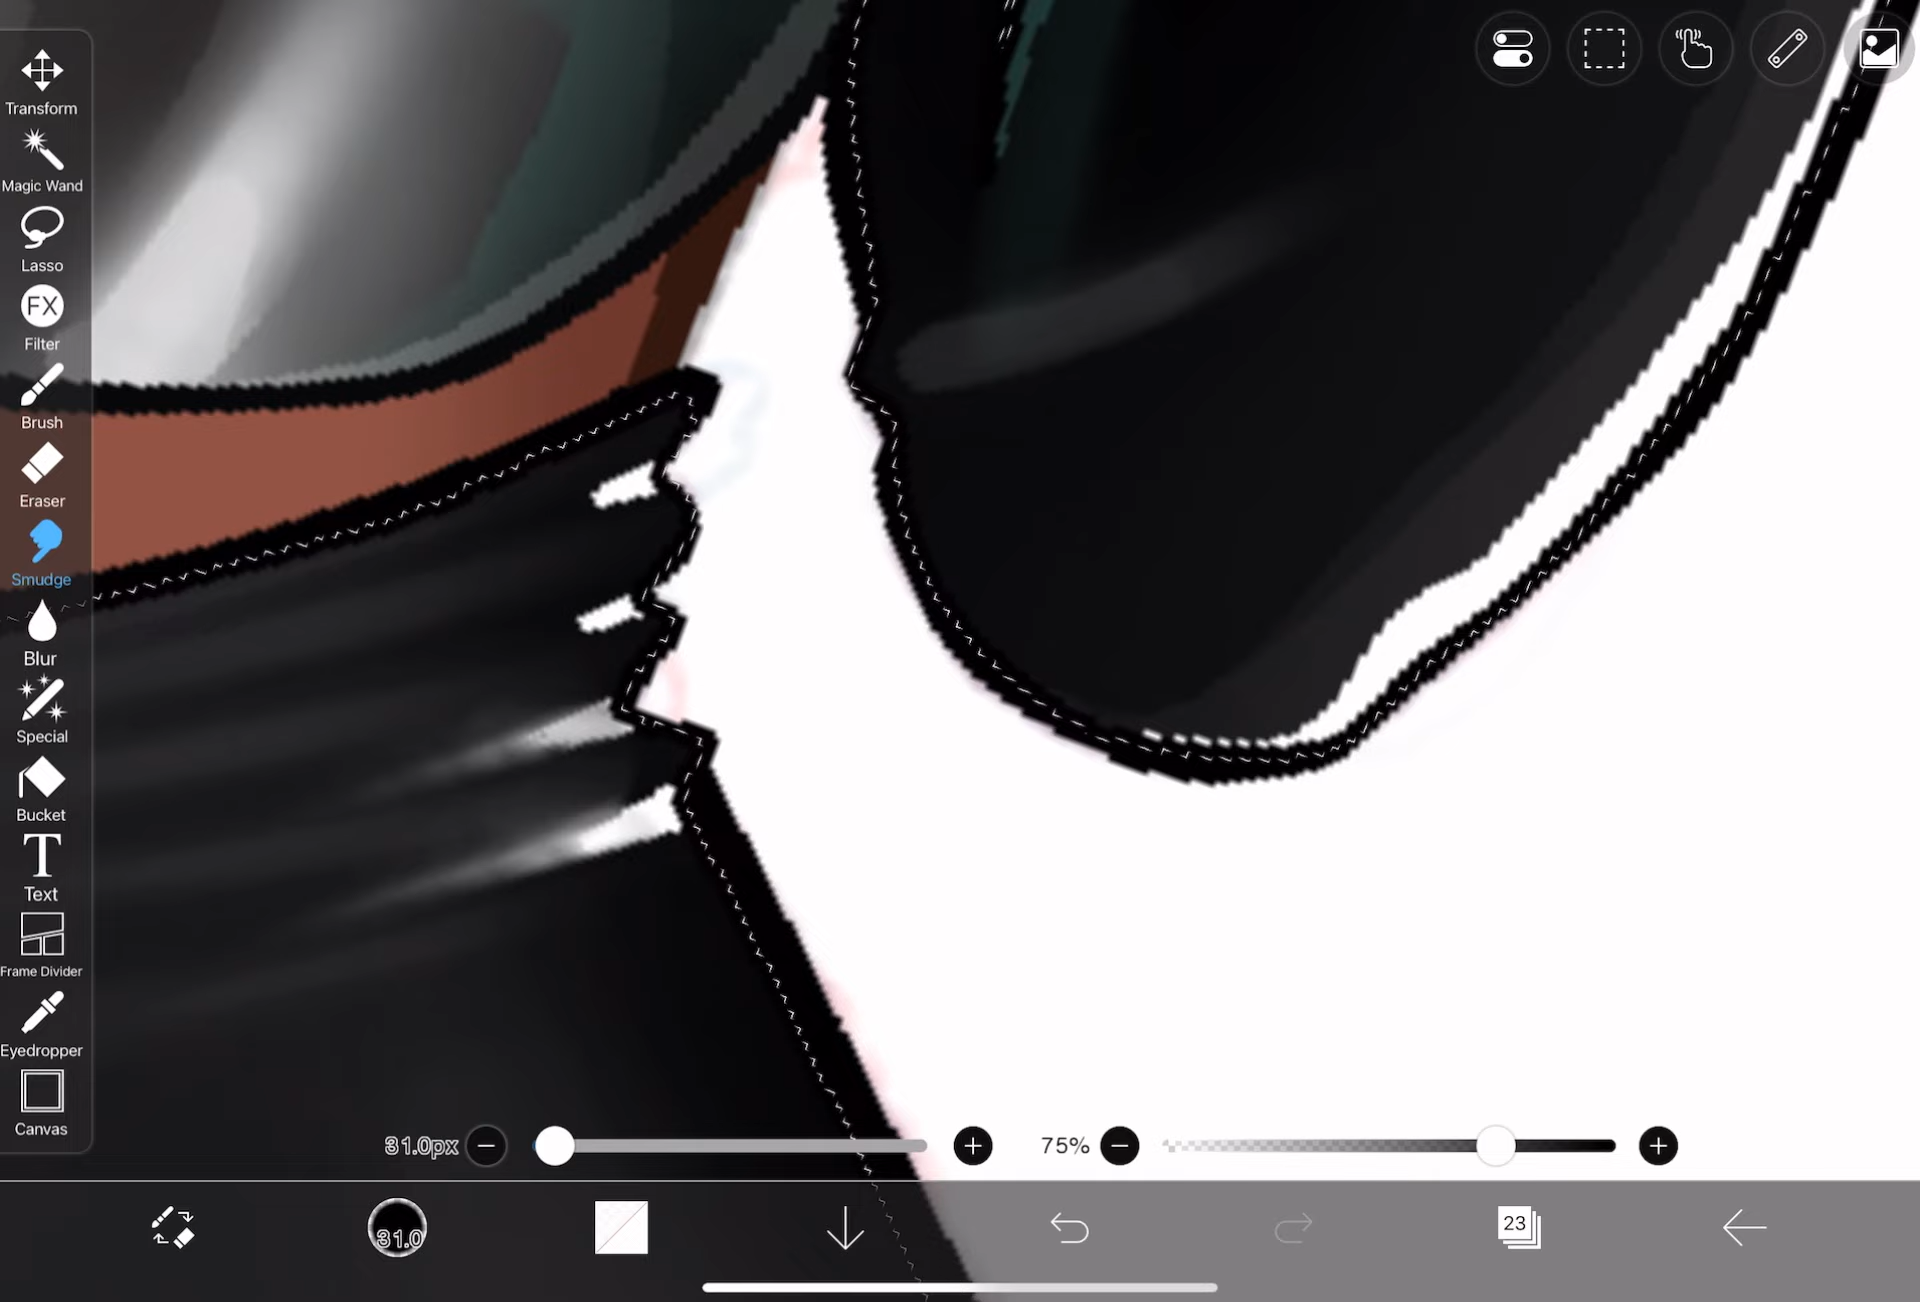 Transform
Magic Wand
Lasso
FX
Filter
Brush
Eraser
Smudge
Blur
Special
Bucket
T
Text
Frame Divider
Eyedropper
Canvas
31.0px
75%
31.0
23